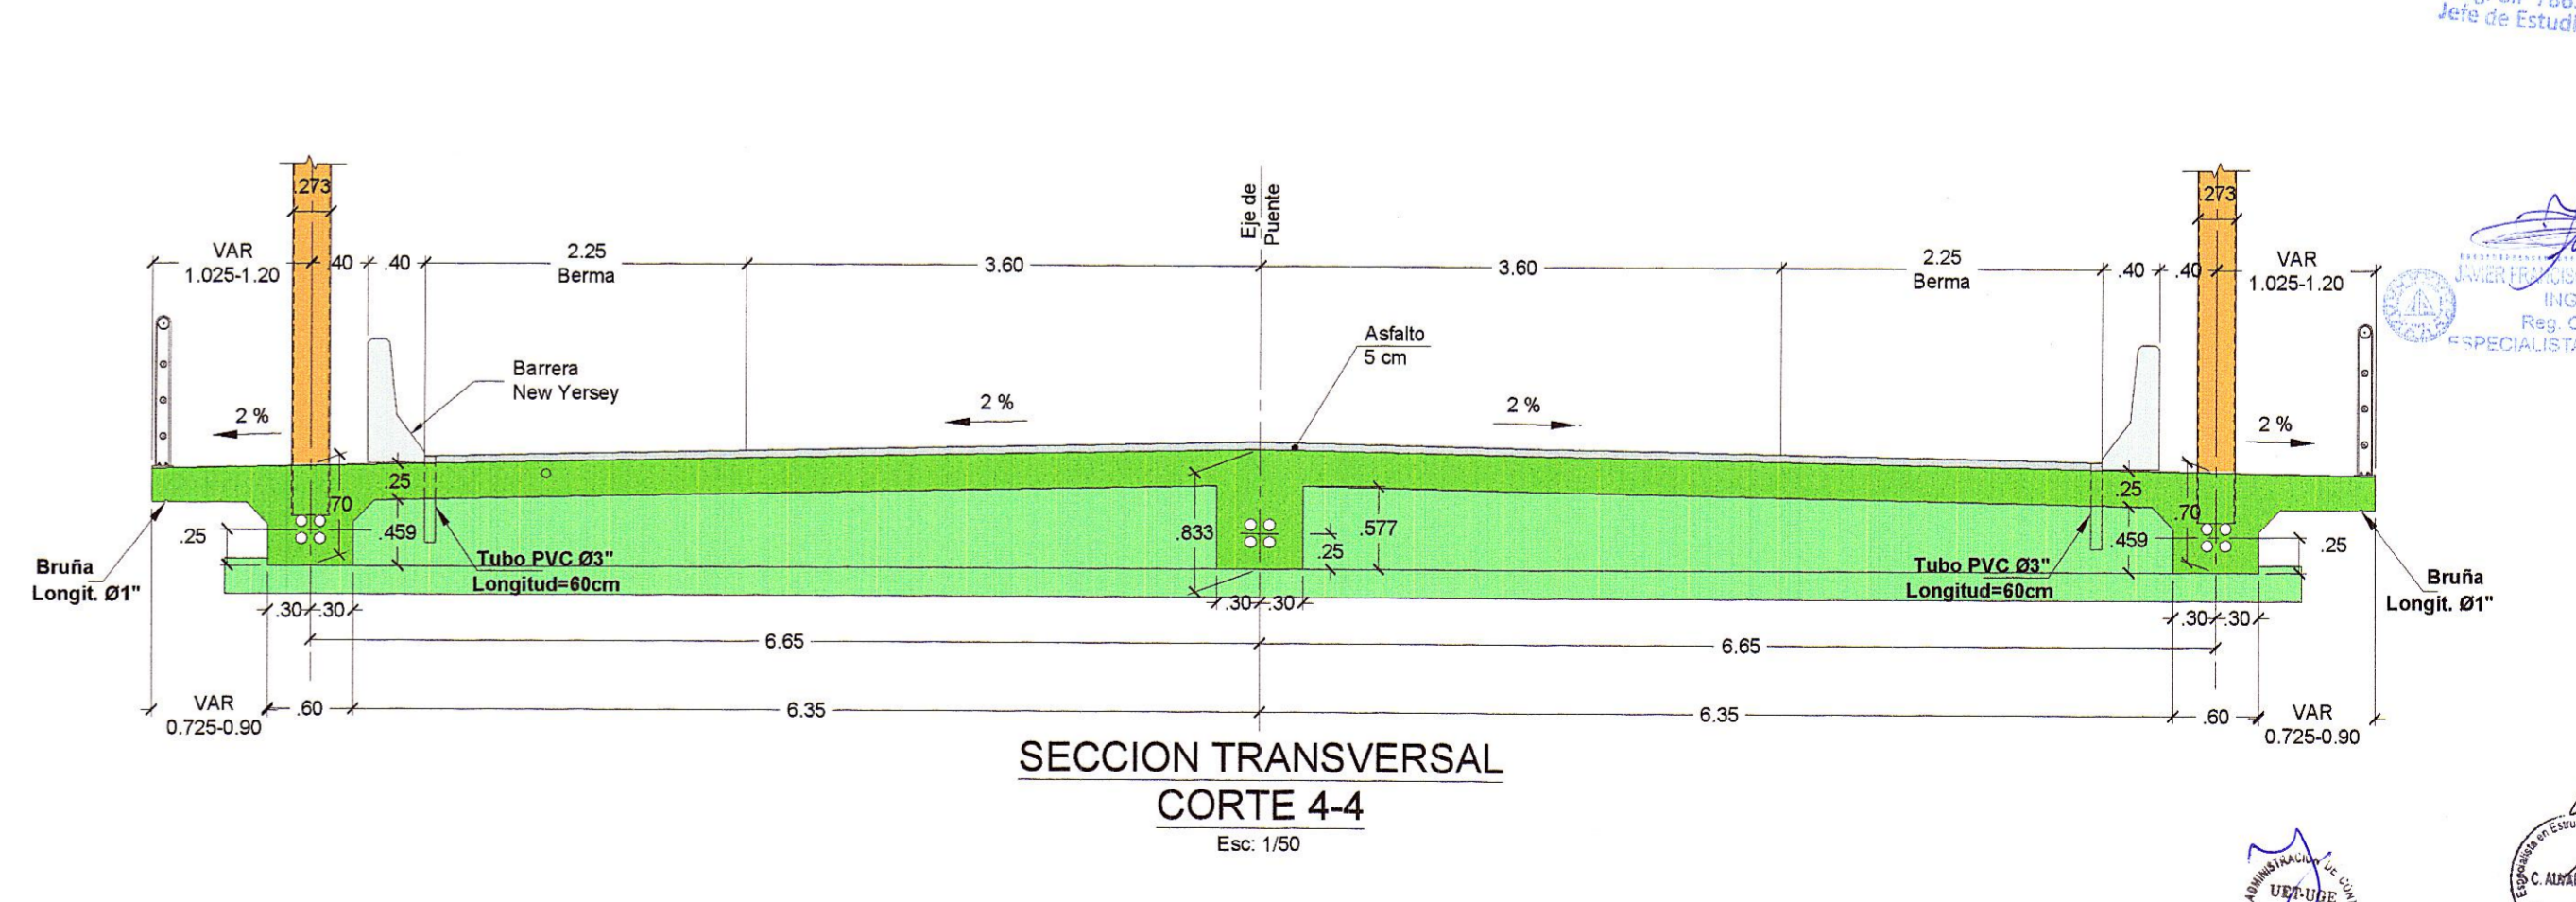 Jefe de
.273
.273
Eje de
Puente
VAR
1.025-1.20
.40
.40
2.25
Berma
3.60
3.60
2.25
Berma
.40
.40
VAR
1.025-1.20
JAVIER
ING
Reg.
Asfalto
5 cm
Barrera
New Yersey
2 %
2 %
2 %
2 %
.25
.70
.459
.25
.833
.577
.25
.25
.70
.459
.25
Bruña
Longit. Ø1"
Tubo PVC Ø3"
Longitud=60cm
Tubo PVC Ø3"
Longitud=60cm
Bruña
Longit. Ø1"
.30
.30
.30
.30
.30
.30
6.65
6.65
VAR
0.725-0.90
.60
6.35
6.35
.60
VAR
0.725-0.90
SECCION TRANSVERSAL
CORTE 4-4
Esc: 1/50
ADMINISTRACION DE
UET-UGE
Especialista en
C.